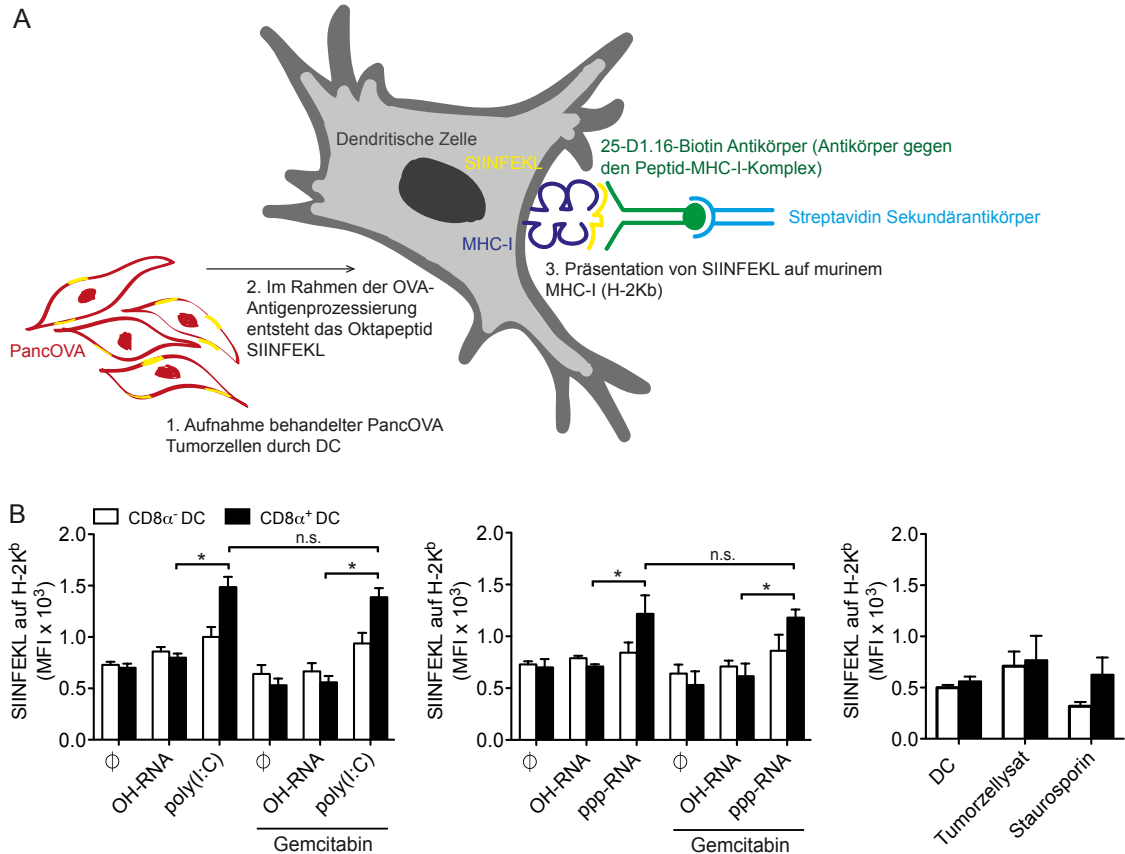 A
Dendritische Zelle
SIINFEKL
MHC-I
25-D1.16-Biotin Antikörper (Antikörper gegen
den Peptid-MHC-I-Komplex)
Streptavidin Sekundärantikörper
3. Präsentation von SIINFEKL auf murinem
MHC-I (H-2Kb)
2. Im Rahmen der OVA-
Antigenprozessierung
entsteht das Oktapeptid
SIINFEKL
PancOVA
1. Aufnahme behandelter PancOVA
Tumorzellen durch DC
B
CD8α⁻ DC CD8α⁺ DC
SIINFEKL auf H-2Kᵇ
(MFI x 10³)
2.0
1.5
1.0
0.5
0.0
n.s.
*
*
ϕ
OH-RNA
poly(I:C)
ϕ
OH-RNA
poly(I:C)
Gemcitabin
SIINFEKL auf H-2Kᵇ
(MFI x 10³)
2.0
1.5
1.0
0.5
0.0
n.s.
*
*
ϕ
OH-RNA
ppp-RNA
ϕ
OH-RNA
ppp-RNA
Gemcitabin
SIINFEKL auf H-2Kᵇ
(MFI x 10³)
2.0
1.5
1.0
0.5
0.0
DC
Tumorzellysat
Staurosporin